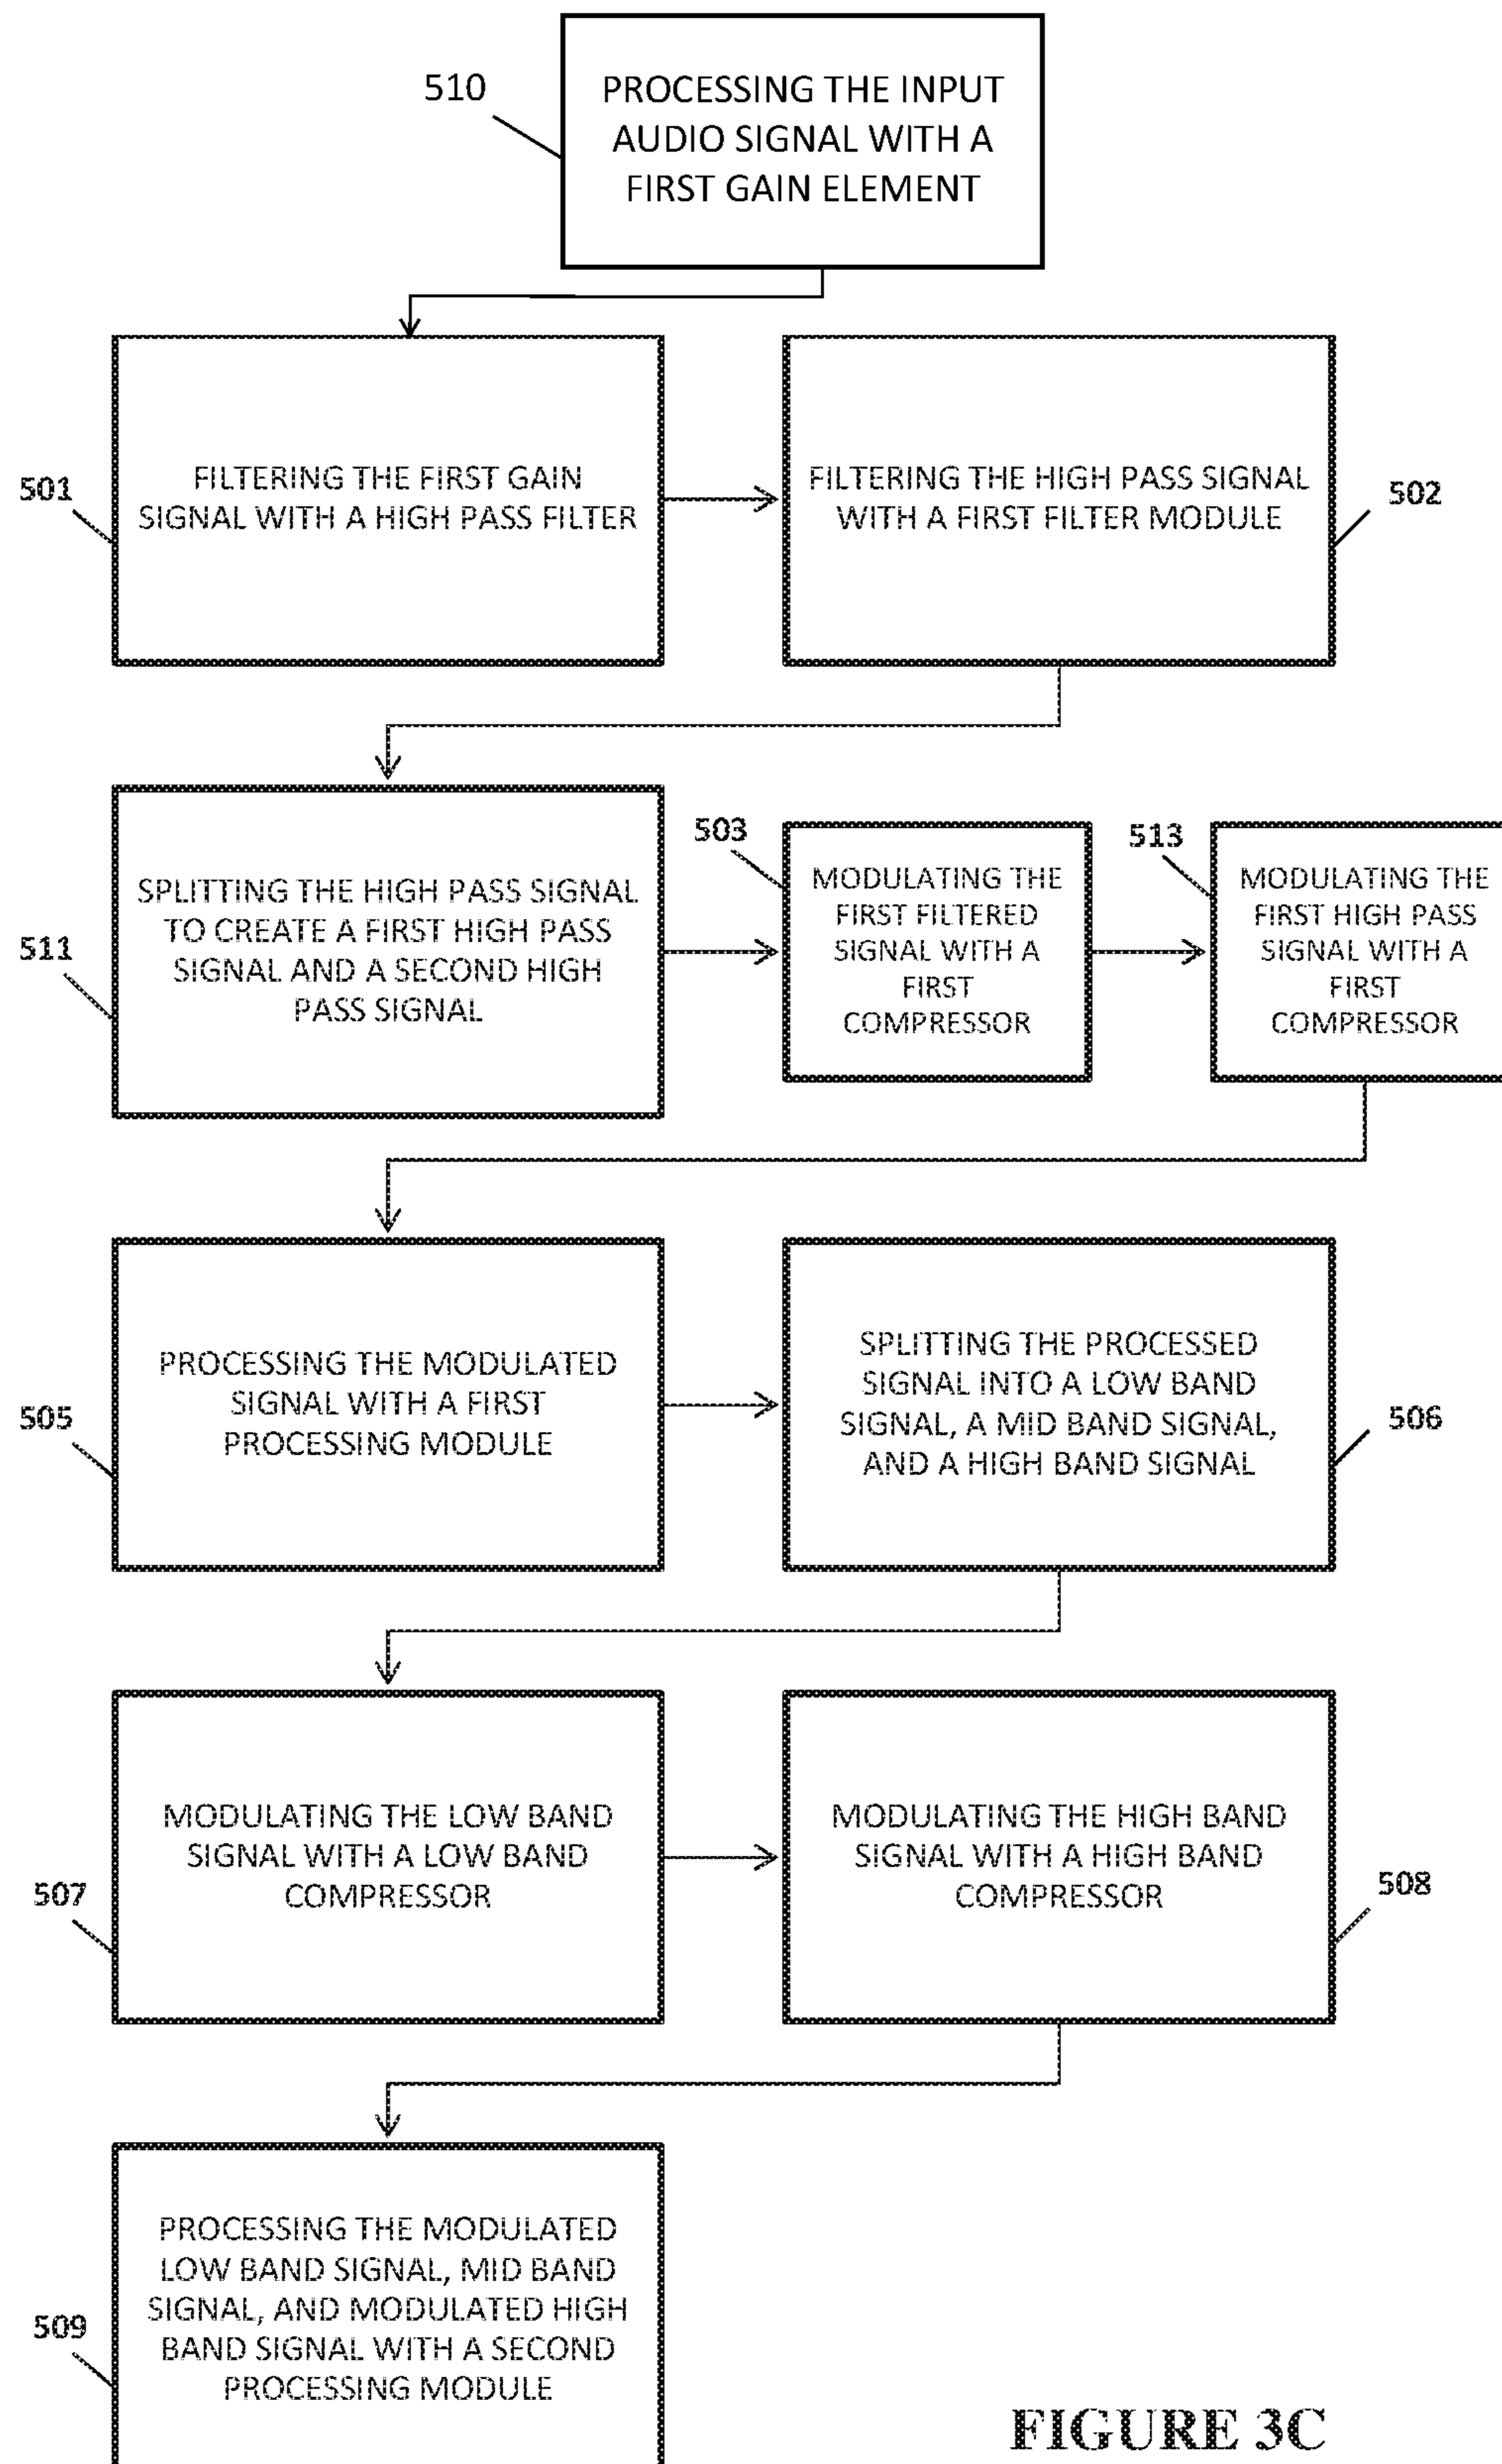 510
PROCESSING THE INPUT
AUDIO SIGNAL WITH A
FIRST GAIN ELEMENT
501
FILTERING THE FIRST GAIN
SIGNAL WITH A HIGH PASS FILTER
FILTERING THE HIGH PASS SIGNAL
WITH A FIRST FILTER MODULE
502
511
SPLITTING THE HIGH PASS SIGNAL
TO CREATE A FIRST HIGH PASS
SIGNAL AND A SECOND HIGH
PASS SIGNAL
503
MODULATING THE
FIRST FILTERED
SIGNAL WITH A
FIRST
COMPRESSOR
513
MODULATING THE
FIRST HIGH PASS
SIGNAL WITH A
FIRST
COMPRESSOR
505
PROCESSING THE MODULATED
SIGNAL WITH A FIRST
PROCESSING MODULE
SPLITTING THE PROCESSED
SIGNAL INTO A LOW BAND
SIGNAL, A MID BAND SIGNAL,
AND A HIGH BAND SIGNAL
506
507
MODULATING THE LOW BAND
SIGNAL WITH A LOW BAND
COMPRESSOR
MODULATING THE HIGH BAND
SIGNAL WITH A HIGH BAND
COMPRESSOR
508
509
PROCESSING THE MODULATED
LOW BAND SIGNAL, MID BAND
SIGNAL, AND MODULATED HIGH
BAND SIGNAL WITH A SECOND
PROCESSING MODULE
FIGURE 3C